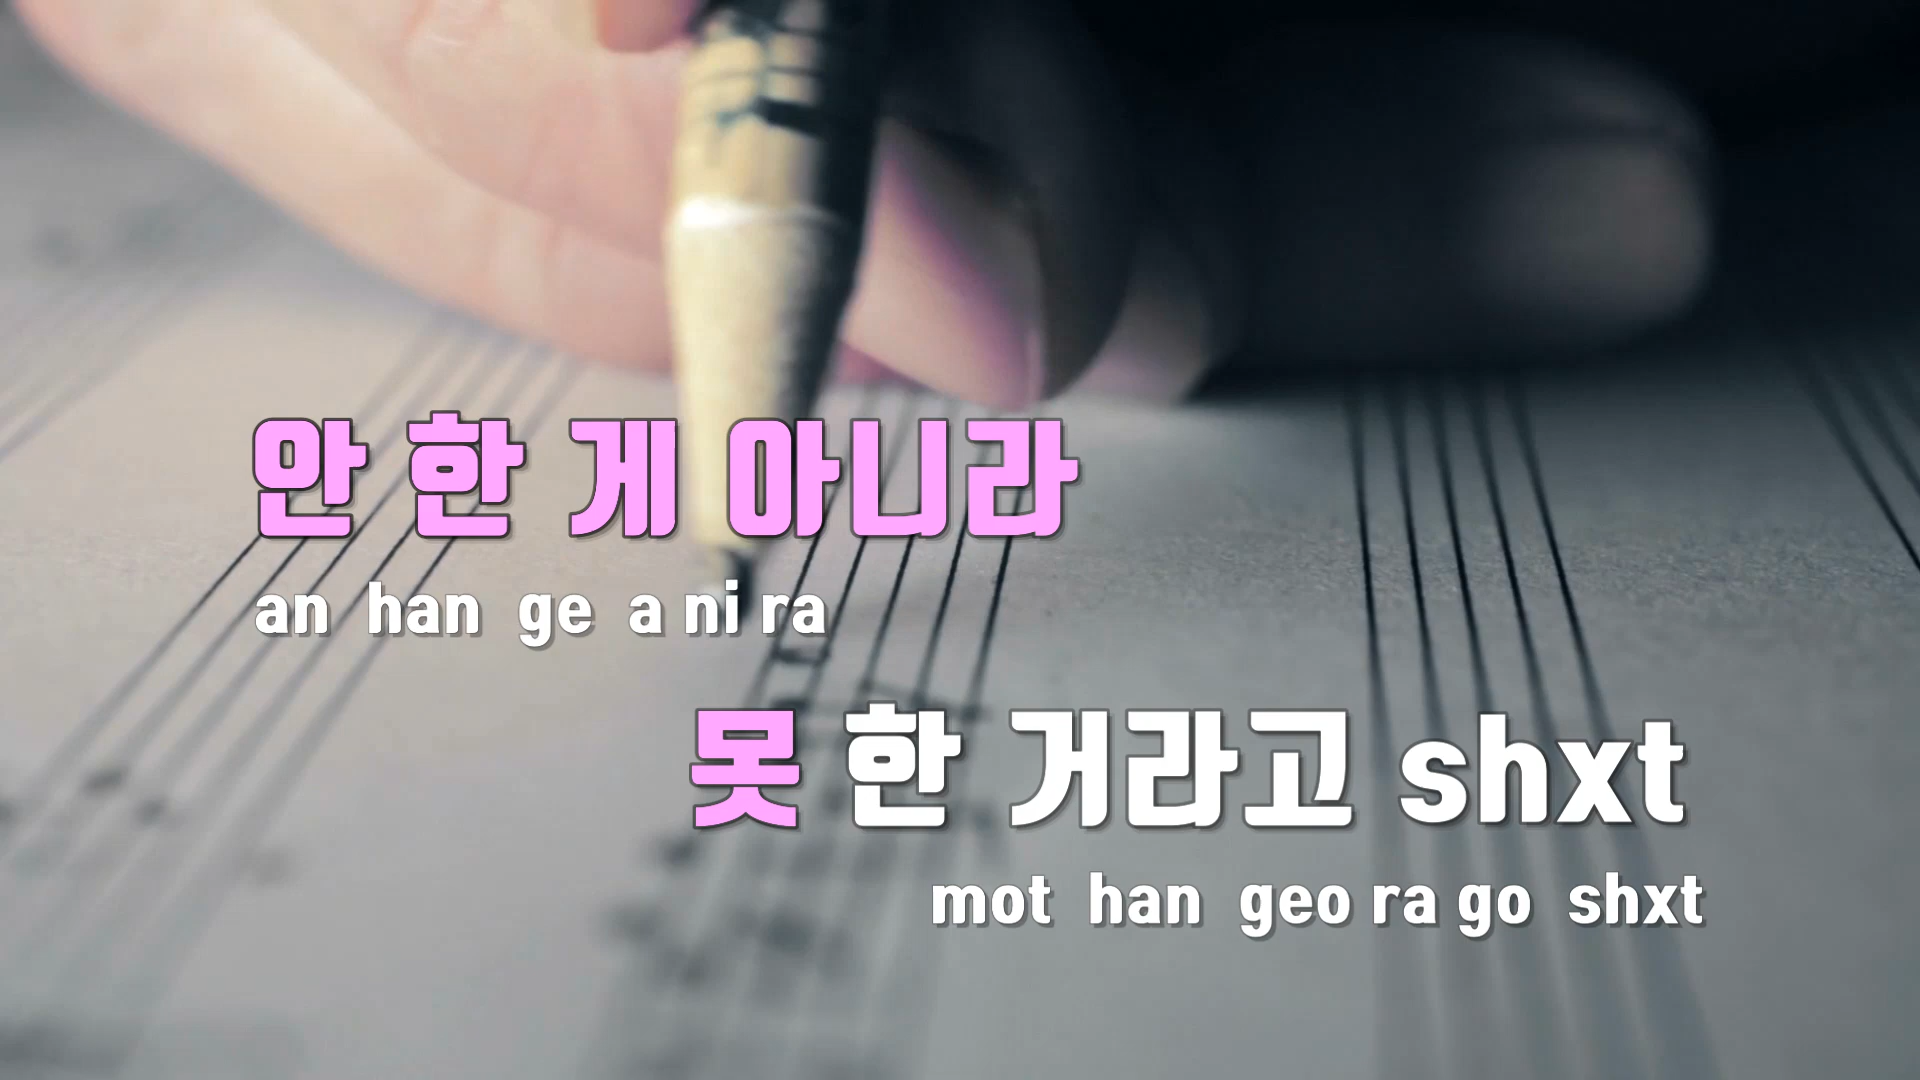 안 한 게 아니라
an han ge a ni ra
못 한 거라고 shxt
mot han geo ra go shxt